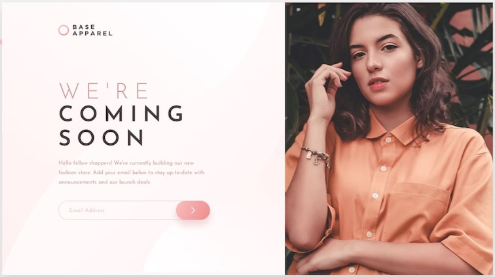 BASE
APPAREL
WE'RE
COMING
SOON
Hello fellow shoppers! We're currently building our new
fashion store. Add your email below to stay up-to-date with
announcements and our launch deals.
Email Address